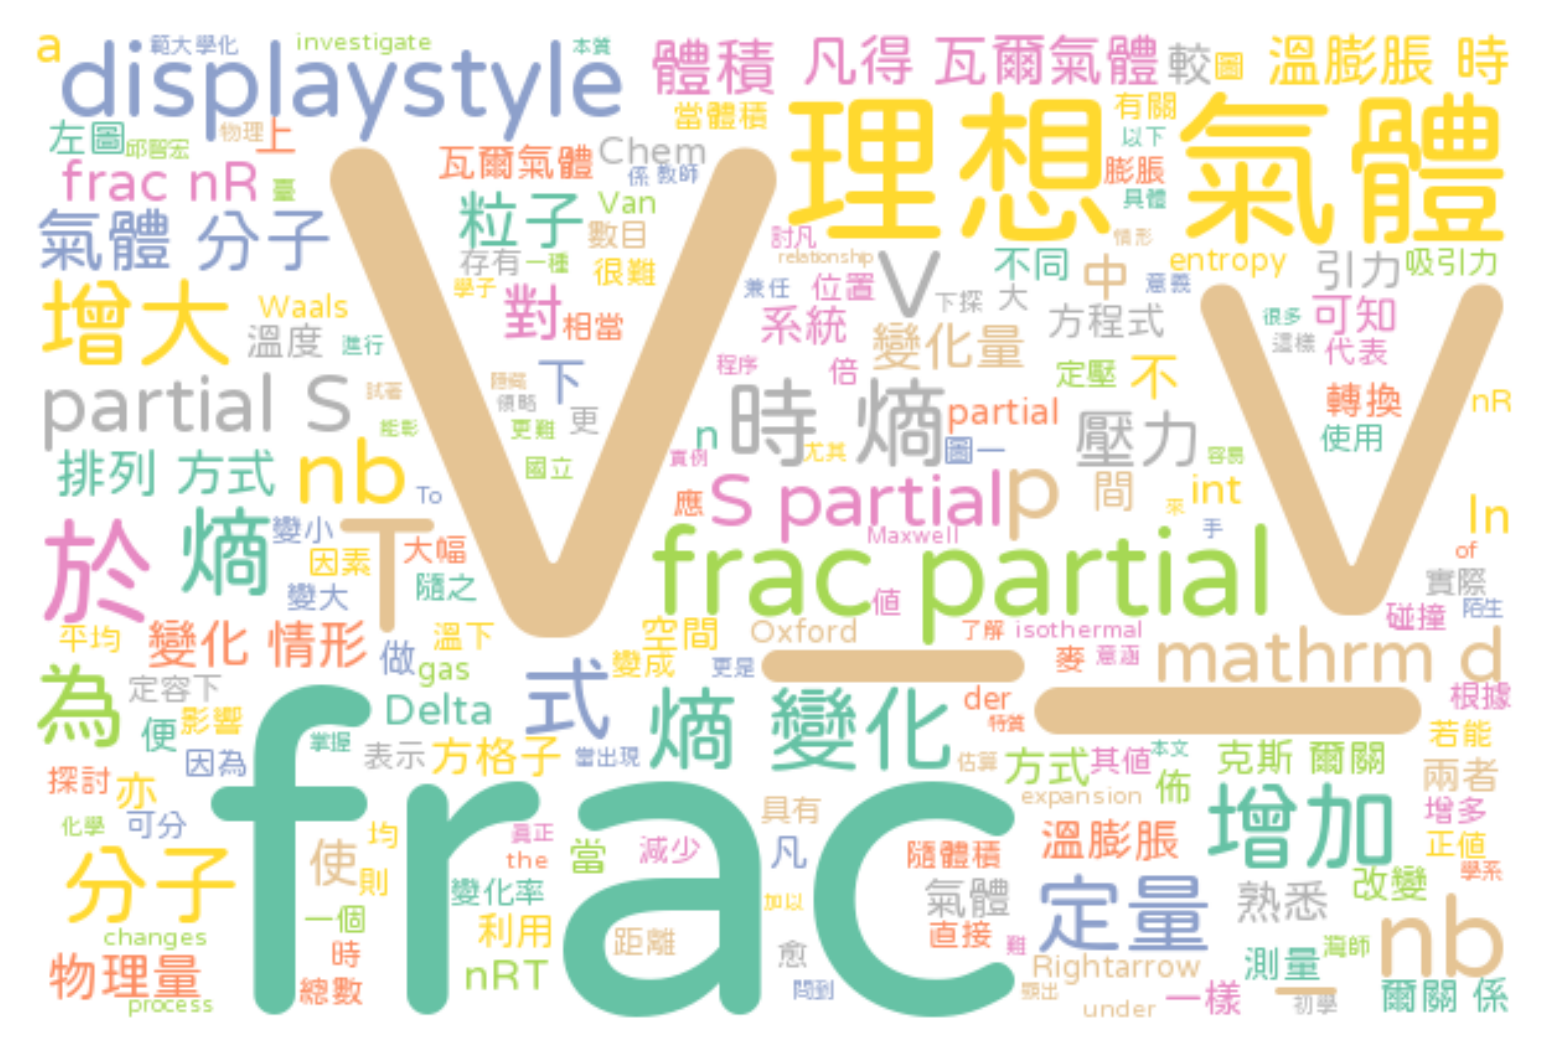 a displaystyle 範大學化 investigate 本質 體積 凡得 瓦爾氣體 較 圖 溫膨脹 時
左圖 邱智宏 物理 上 瓦爾氣體 Chem 係 教師 當體積 理想 氣體 有關 以下 膨脹 具體
frac nR 臺 V 粒子 Van 數目
氣體 分子 存有 一種 很難 討凡 relationship V 不同 中 情形 entropy 意義 引力 吸引力
增大 Waals 溫度 進行 學子 對 相當 兼任 位置 系統 下探 大 方程式 V 很多 可知 這樣 代表
變化量 程序 倍 定壓 不
partial S 試著 能影 領略 下 更難 更 時 熵 partial 壓力 轉換 使用 nR
排列 方式 nb To 國立 n 實例 尤其 圖一 容易
於 熵 變小 T 因素 大幅 變大 隨之 應 S partial p 間 來 int 手 ln
frac partial Maxwell 值 of 實際 碰撞 陌生
平均 變化 情形 做 溫下 gas 空間 變成 更是 Oxford 了解 isothermal 麥 意涵 mathrm d
為 定容下 便 影響 因為 Delta 式 熵 變化 der 特質 根據
探討 亦 掌握 表示 方格子 當出現 估算 方式 其值 本文 佈 克斯 爾關 若能 兩者
化學 可分 frac 具有 expansion 增加 增多
分子 使 均 則 真正 the 當 減少 凡 隨體積 溫膨脹 正值 學系
一個 變化率 加以 氣體 定量 熟悉 改變
changes 時 利用 距離 愈 直接 難 Rightarrow 測量 灣師 nb
物理量 process 總數 nRT 問到 顯出 under 一樣 初學 爾關 係